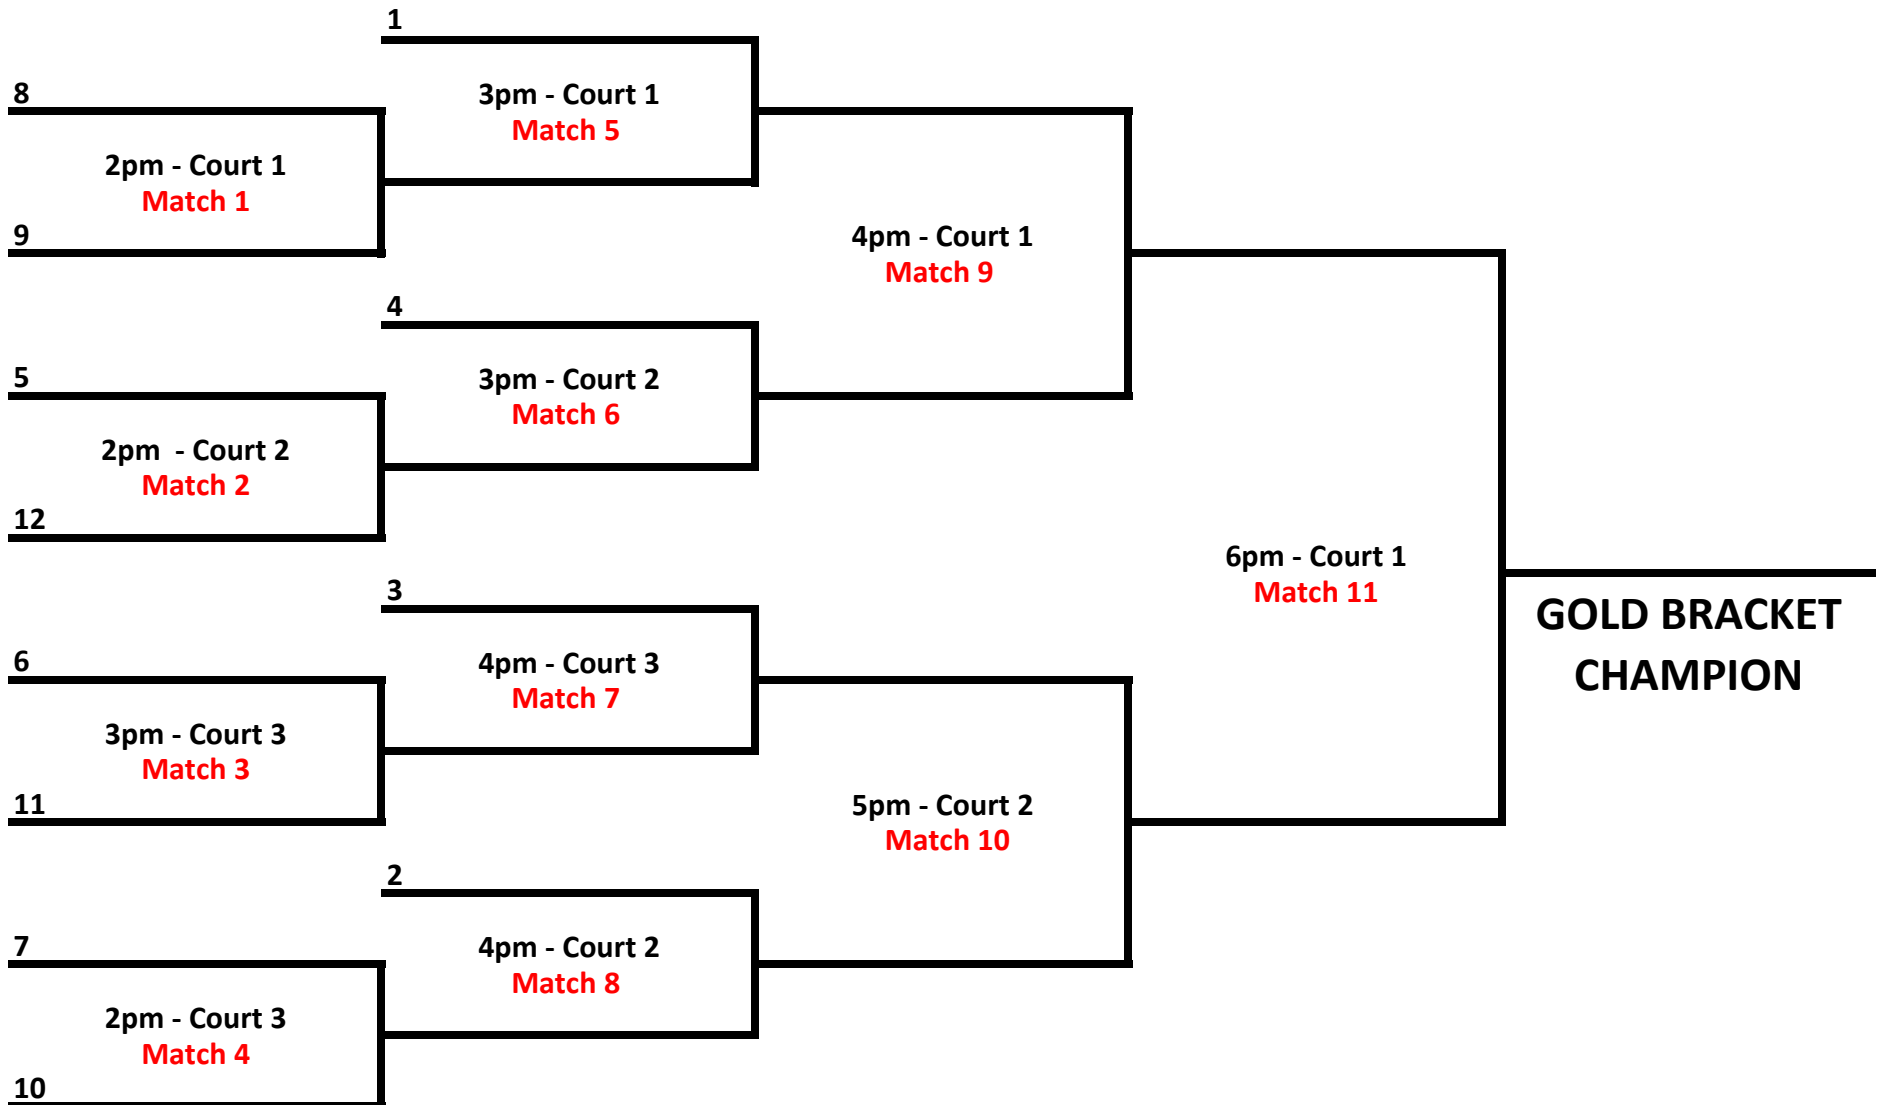 1
8
3pm - Court 1
Match 5
2pm - Court 1
Match 1
9
4pm - Court 1
Match 9
4
5
3pm - Court 2
Match 6
2pm  - Court 2
Match 2
12
6pm - Court 1
Match 11
3
GOLD BRACKET
CHAMPION
6
4pm - Court 3
Match 7
3pm - Court 3
Match 3
11
5pm - Court 2
Match 10
2
7
4pm - Court 2
Match 8
2pm - Court 3
Match 4
10